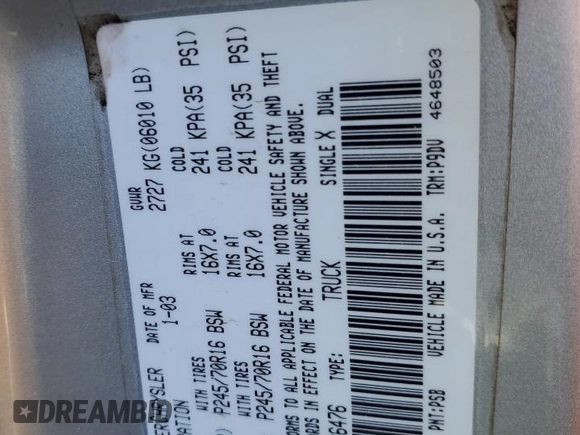 DATE OF MFR GVWR
1-03 2727 KG(06010 LB)
WITH TIRES RIMS AT COLD
P245/70R16 BSW 16X7.0 241 KPA(35 PSI)
WITH TIRES RIMS AT COLD
P245/70R16 BSW 16X7.0 241 KPA(35 PSI)
TO ALL APPLICABLE FEDERAL MOTOR VEHICLE SAFETY AND THEFT
IN EFFECT ON THE DATE OF MANUFACTURE SHOWN ABOVE.
6476 TYPE: TRUCK SINGLE X DUAL
PNT:PSB VEHICLE MADE IN U.S.A. TRM:P9DV 4648503
DREAMBID